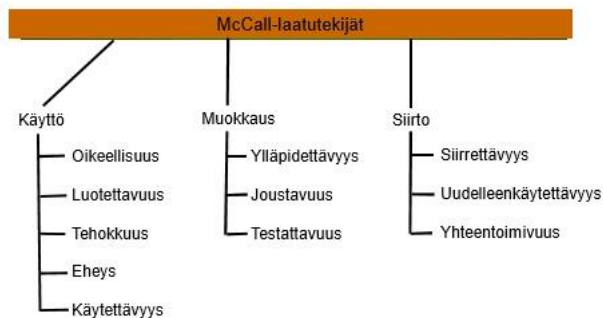 McCall-laatutekijät
Käyttö
Oikeellisuus
Luotettavuus
Tehokkuus
Eheys
Käytettävyys
Muokkaus
Ylläpidettävyys
Joustavuus
Testattavuus
Siirto
Siirrettävyys
Uudelleenkäytettävyys
Yhteentoimivuus